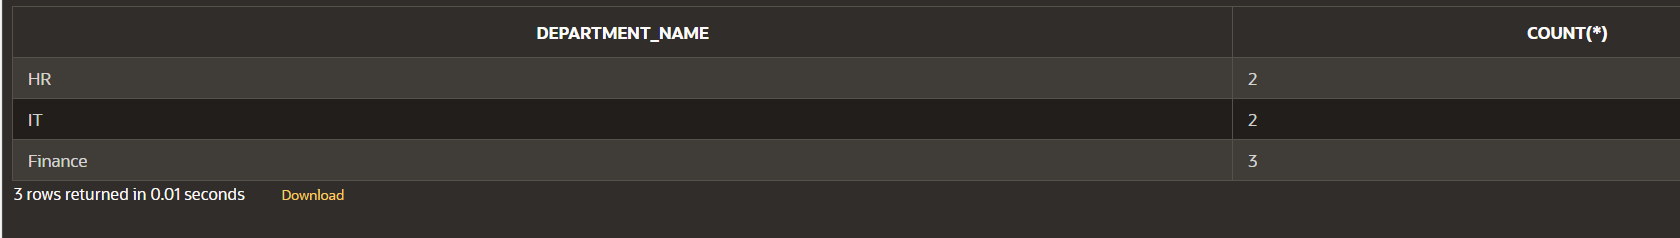 DEPARTMENT_NAME COUNT(*)
HR 2
IT 2
Finance 3
3 rows returned in 0.01 seconds Download